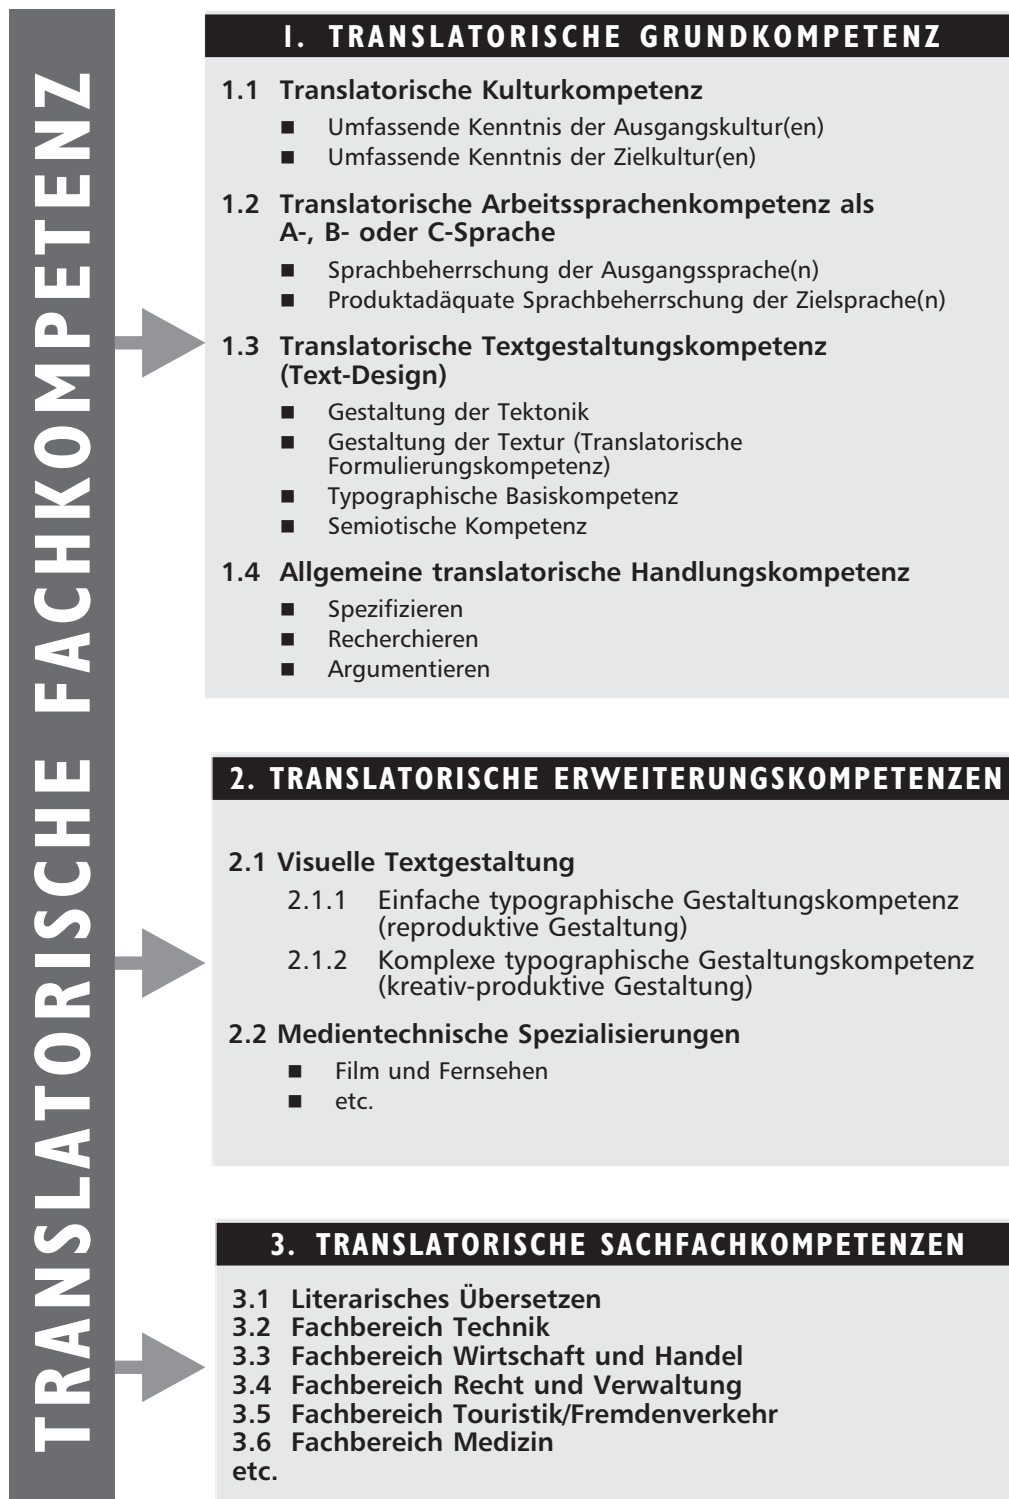 TRANSLATORISCHE FACHKOMPETENZ
1. TRANSLATORISCHE GRUNDKOMPETENZ
1.1 Translatorische Kulturkompetenz
■ Umfassende Kenntnis der Ausgangskultur(en)
■ Umfassende Kenntnis der Zielkultur(en)
1.2 Translatorische Arbeitssprachenkompetenz als
A-, B- oder C-Sprache
■ Sprachbeherrschung der Ausgangssprache(n)
■ Produktadäquate Sprachbeherrschung der Zielsprache(n)
1.3 Translatorische Textgestaltungskompetenz
(Text-Design)
■ Gestaltung der Tektonik
■ Gestaltung der Textur (Translatorische
Formulierungskompetenz)
■ Typographische Basiskompetenz
■ Semiotische Kompetenz
1.4 Allgemeine translatorische Handlungskompetenz
■ Spezifizieren
■ Recherchieren
■ Argumentieren
2. TRANSLATORISCHE ERWEITERUNGSKOMPETENZEN
2.1 Visuelle Textgestaltung
2.1.1 Einfache typographische Gestaltungskompetenz
(reproduktive Gestaltung)
2.1.2 Komplexe typographische Gestaltungskompetenz
(kreativ-produktive Gestaltung)
2.2 Medientechnische Spezialisierungen
■ Film und Fernsehen
■ etc.
3. TRANSLATORISCHE SACHFACHKOMPETENZEN
3.1 Literarisches Übersetzen
3.2 Fachbereich Technik
3.3 Fachbereich Wirtschaft und Handel
3.4 Fachbereich Recht und Verwaltung
3.5 Fachbereich Touristik/Fremdenverkehr
3.6 Fachbereich Medizin
etc.